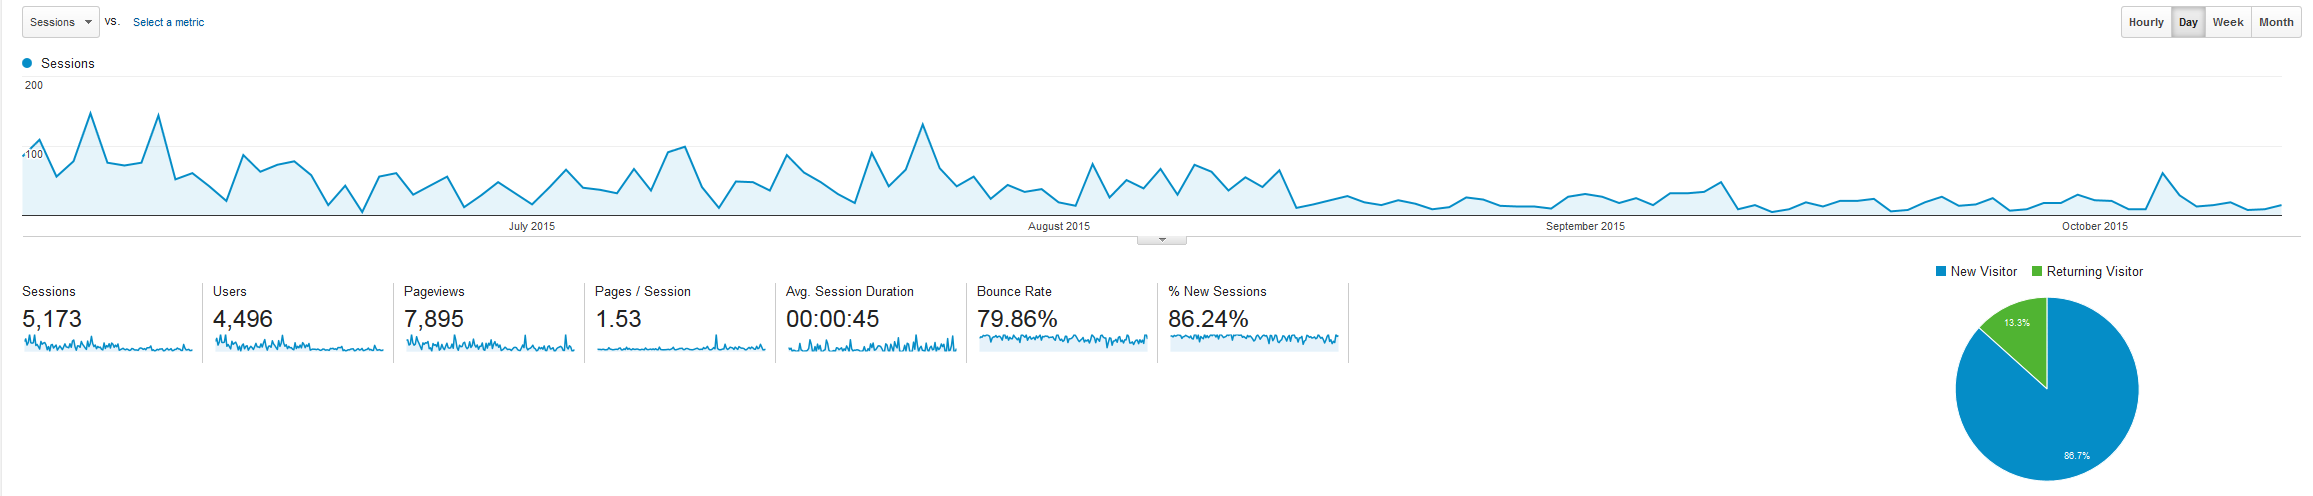 Sessions vs. Select a metric Hourly Day Week Month
Sessions
200
100
July 2015 August 2015 September 2015 October 2015
New Visitor Returning Visitor
Sessions Users Pageviews Pages / Session Avg. Session Duration Bounce Rate % New Sessions
5,173 4,496 7,895 1.53 00:00:45 79.86% 86.24%
13.3%
86.7%